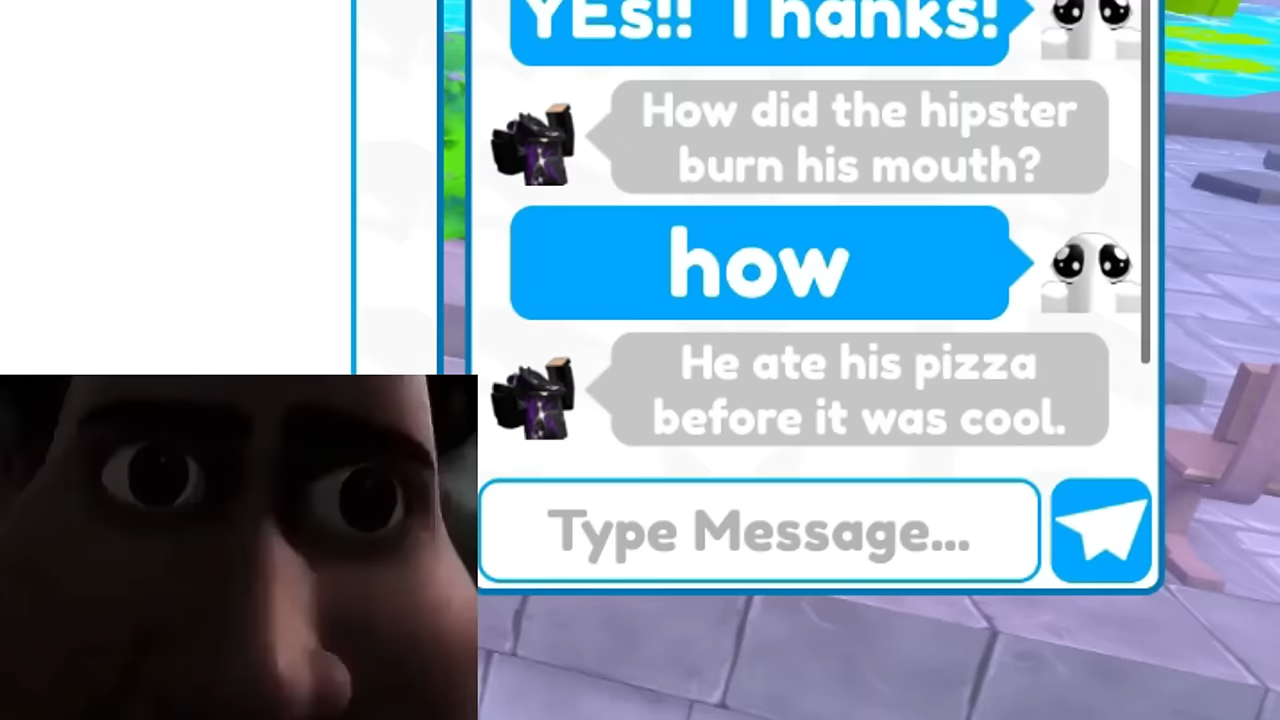 YEs!! Thanks!
How did the hipster
burn his mouth?
how
He ate his pizza
before it was cool.
Type Message...